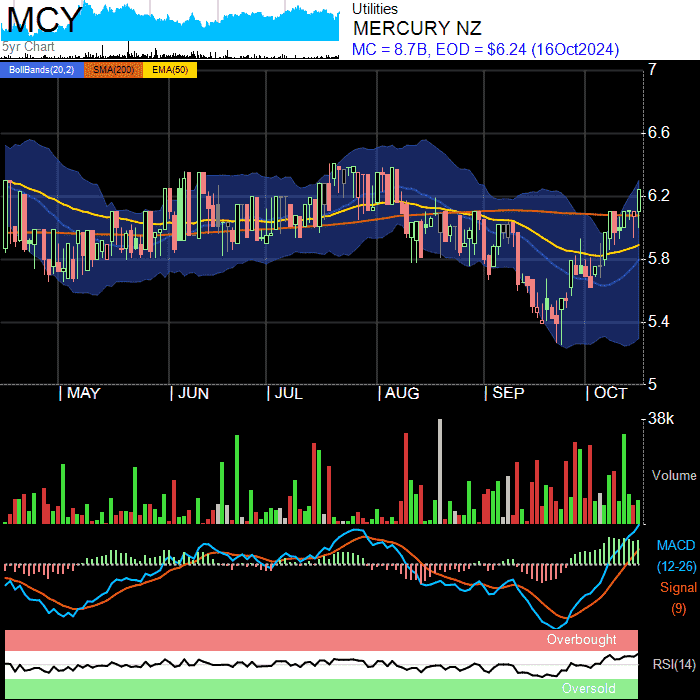 MCY
5yr Chart
Utilities
MERCURY NZ
MC = 8.7B, EOD = $6.24 (16Oct2024)
BollBands(20,2) SMA(200) EMA(50)
7
6.6
6.2
5.8
5.4
5
| MAY | JUN | JUL | AUG | SEP | OCT
38k
Volume
MACD
(12-26)
Signal
(9)
Overbought
RSI(14)
Oversold